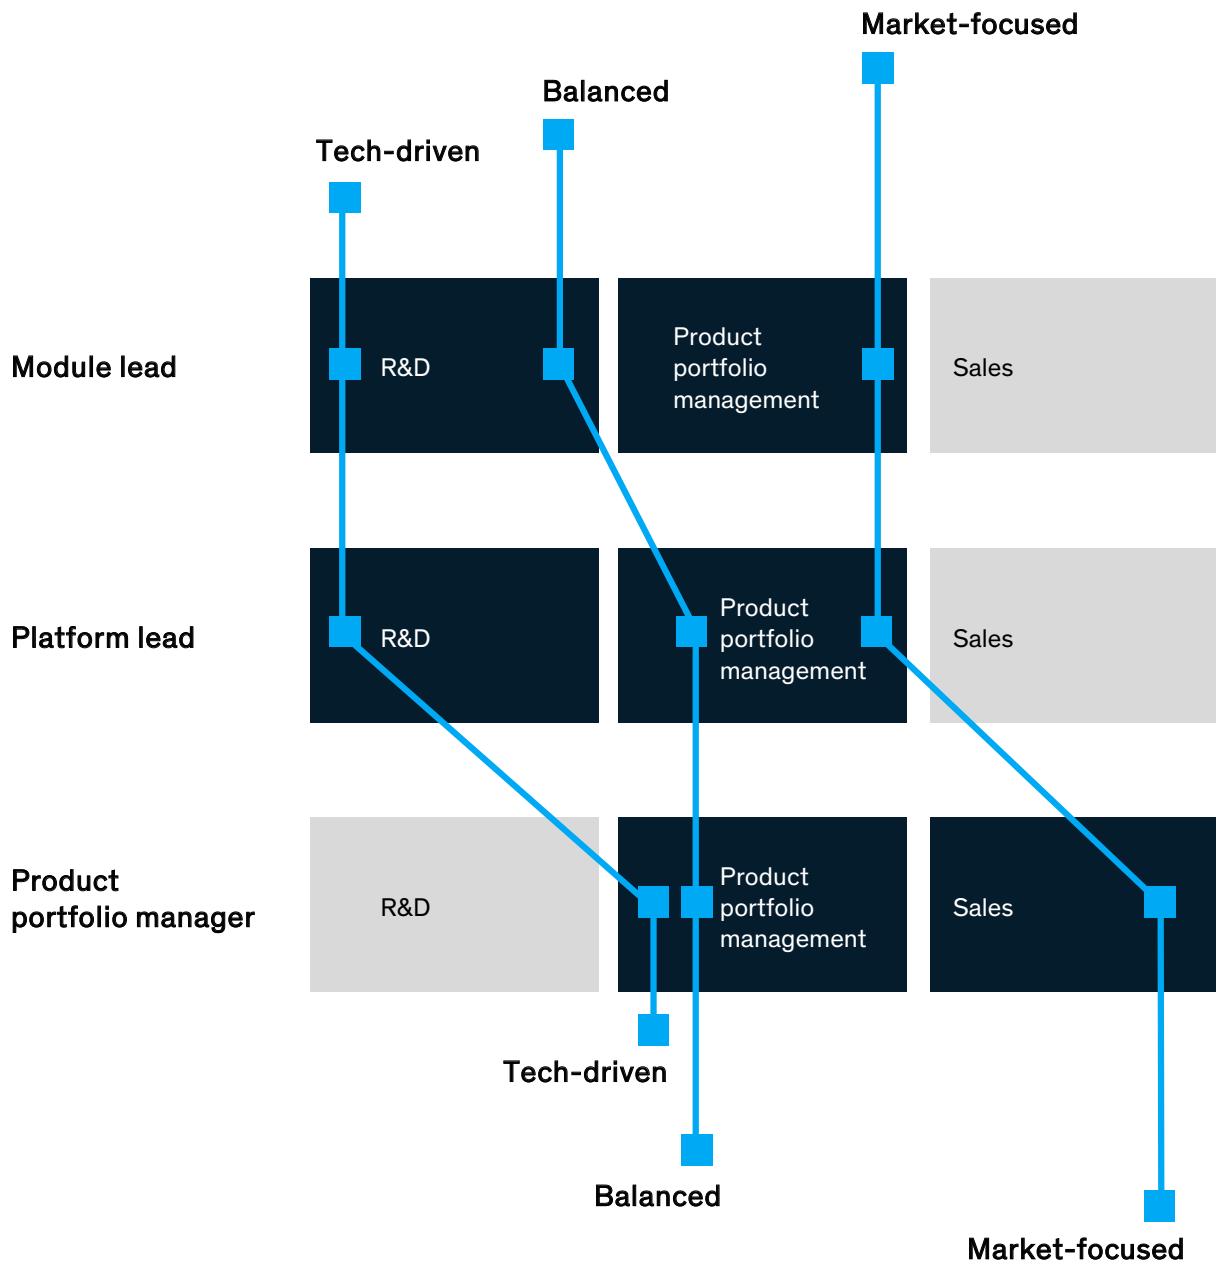 Market-focused
Balanced
Tech-driven
Module lead
R&D
Product
portfolio
management
Sales
Platform lead
R&D
Product
portfolio
management
Sales
Product
portfolio manager
R&D
Product
portfolio
management
Sales
Tech-driven
Balanced
Market-focused